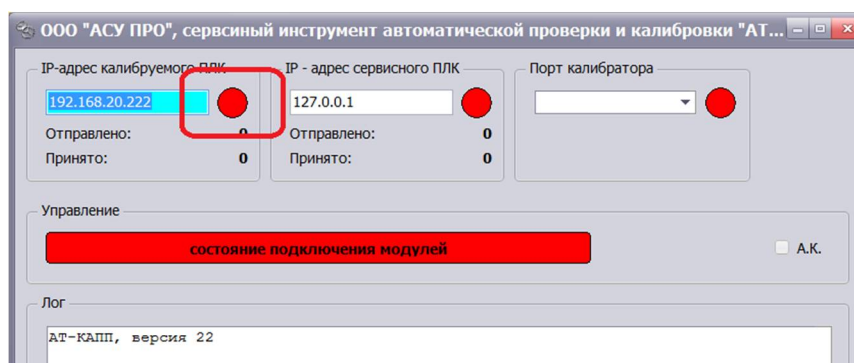 ООО "АСУ ПРО", сервсиный инструмент автоматической проверки и калибровки "АТ...
IP-адрес калибруемого ПЛК
IP - адрес сервисного ПЛК
Порт калибратора
192.168.20.222
127.0.0.1
Отправлено: 0
Отправлено: 0
Принято: 0
Принято: 0
Управление
состояние подключения модулей
А.К.
Лог
АТ-КАПП, версия 22